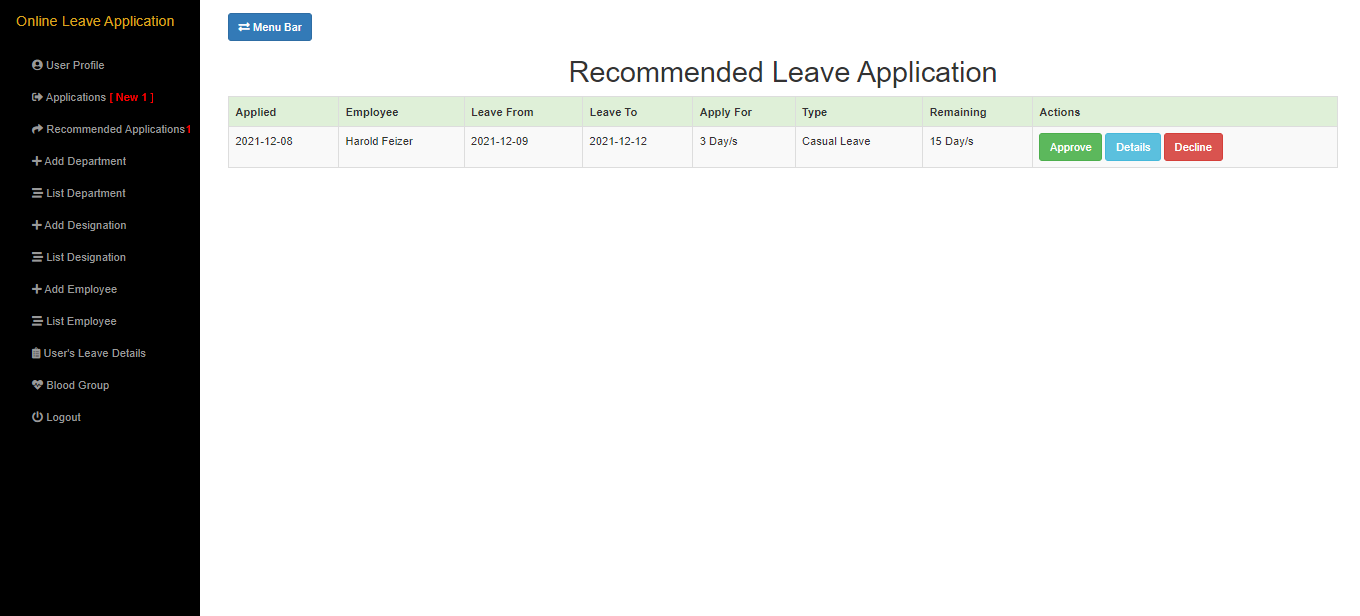 Online Leave Application
User Profile
Applications [ New 1 ]
Recommended Applications1
Add Department
List Department
Add Designation
List Designation
Add Employee
List Employee
User's Leave Details
Blood Group
Logout
Menu Bar
Recommended Leave Application
Applied Employee Leave From Leave To Apply For Type Remaining Actions
2021-12-08 Harold Feizer 2021-12-09 2021-12-12 3 Day/s Casual Leave 15 Day/s Approve Details Decline